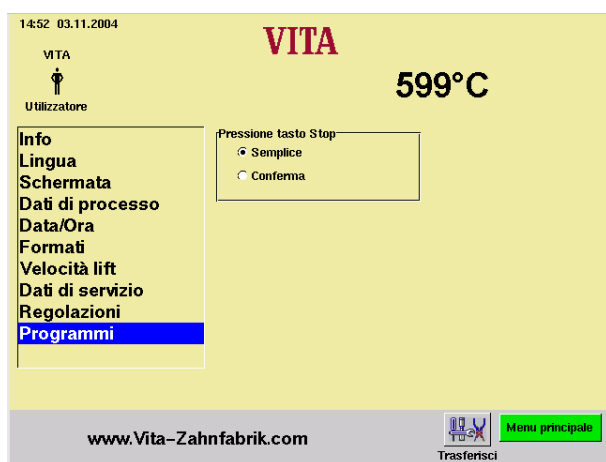 14:52 03.11.2004
VITA
VITA
599°C
Utilizzatore
Info
Lingua
Schermata
Dati di processo
Data/Ora
Formati
Velocità lift
Dati di servizio
Regolazioni
Programmi
Pressione tasto Stop
Semplice
Conferma
www.Vita-Zahnfabrik.com
Trasferisci
Menu principale